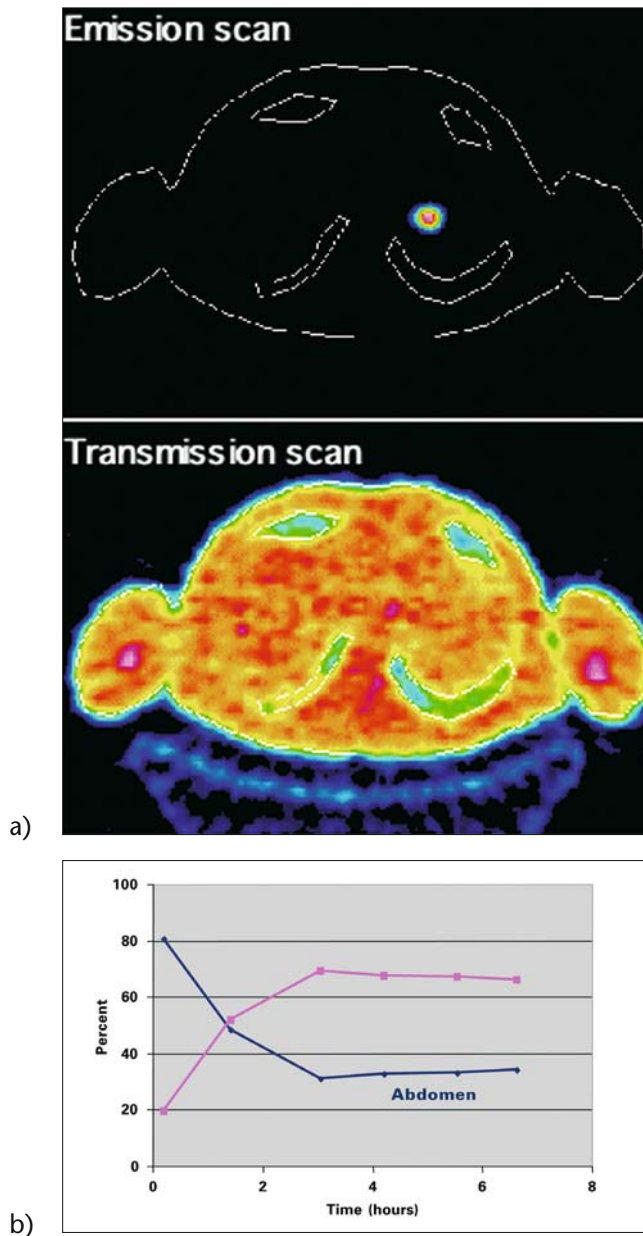 Emission scan
Transmission scan
a)
100
80
60
40
20
0
Percent
Abdomen
0 2 4 6 8
Time (hours)
b)